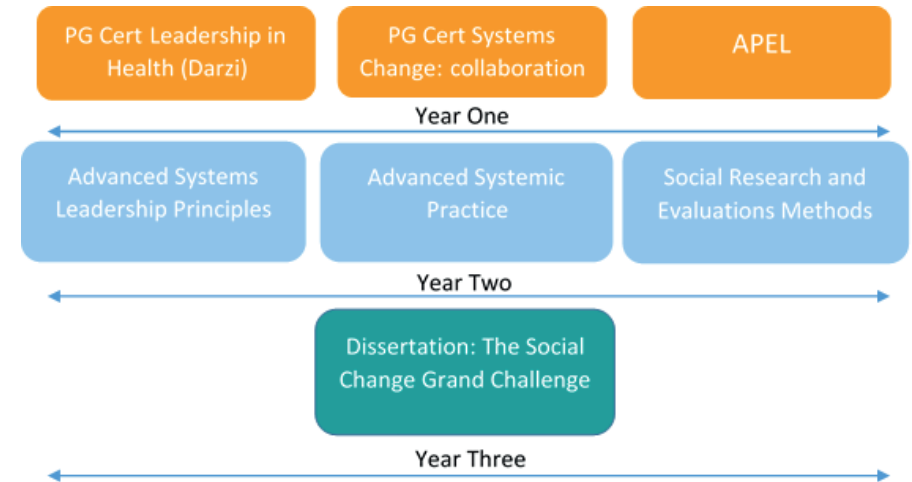 PG Cert Leadership in
Health (Darzi)
PG Cert Systems
Change: collaboration
APEL
Year One
Advanced Systems
Leadership Principles
Advanced Systemic
Practice
Social Research and
Evaluations Methods
Year Two
Dissertation: The Social
Change Grand Challenge
Year Three